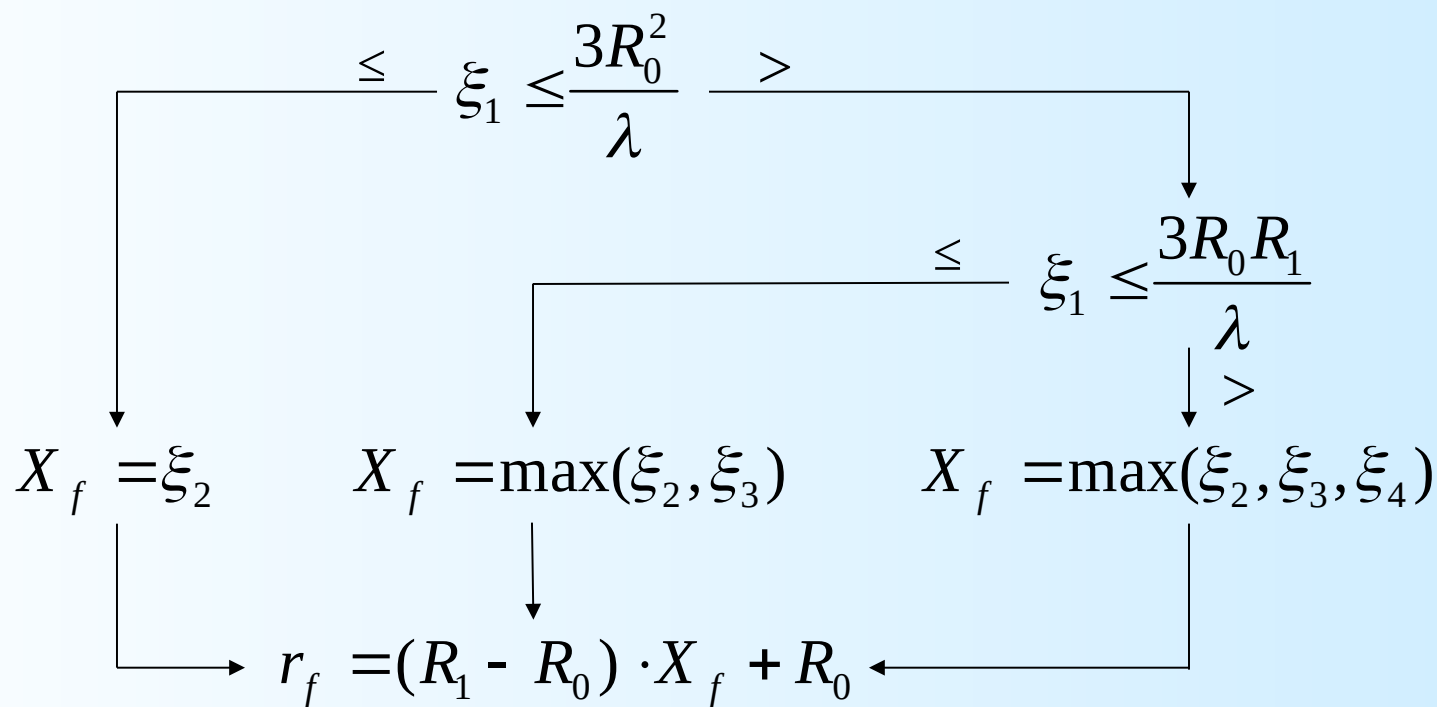 ≤ ξ₁ ≤ 3R₀²/λ >
≤ ξ₁ ≤ 3R₀R₁/λ
>
X_f = ξ₂ X_f = max(ξ₂, ξ₃) X_f = max(ξ₂, ξ₃, ξ₄)
r_f = (R₁ - R₀) · X_f + R₀